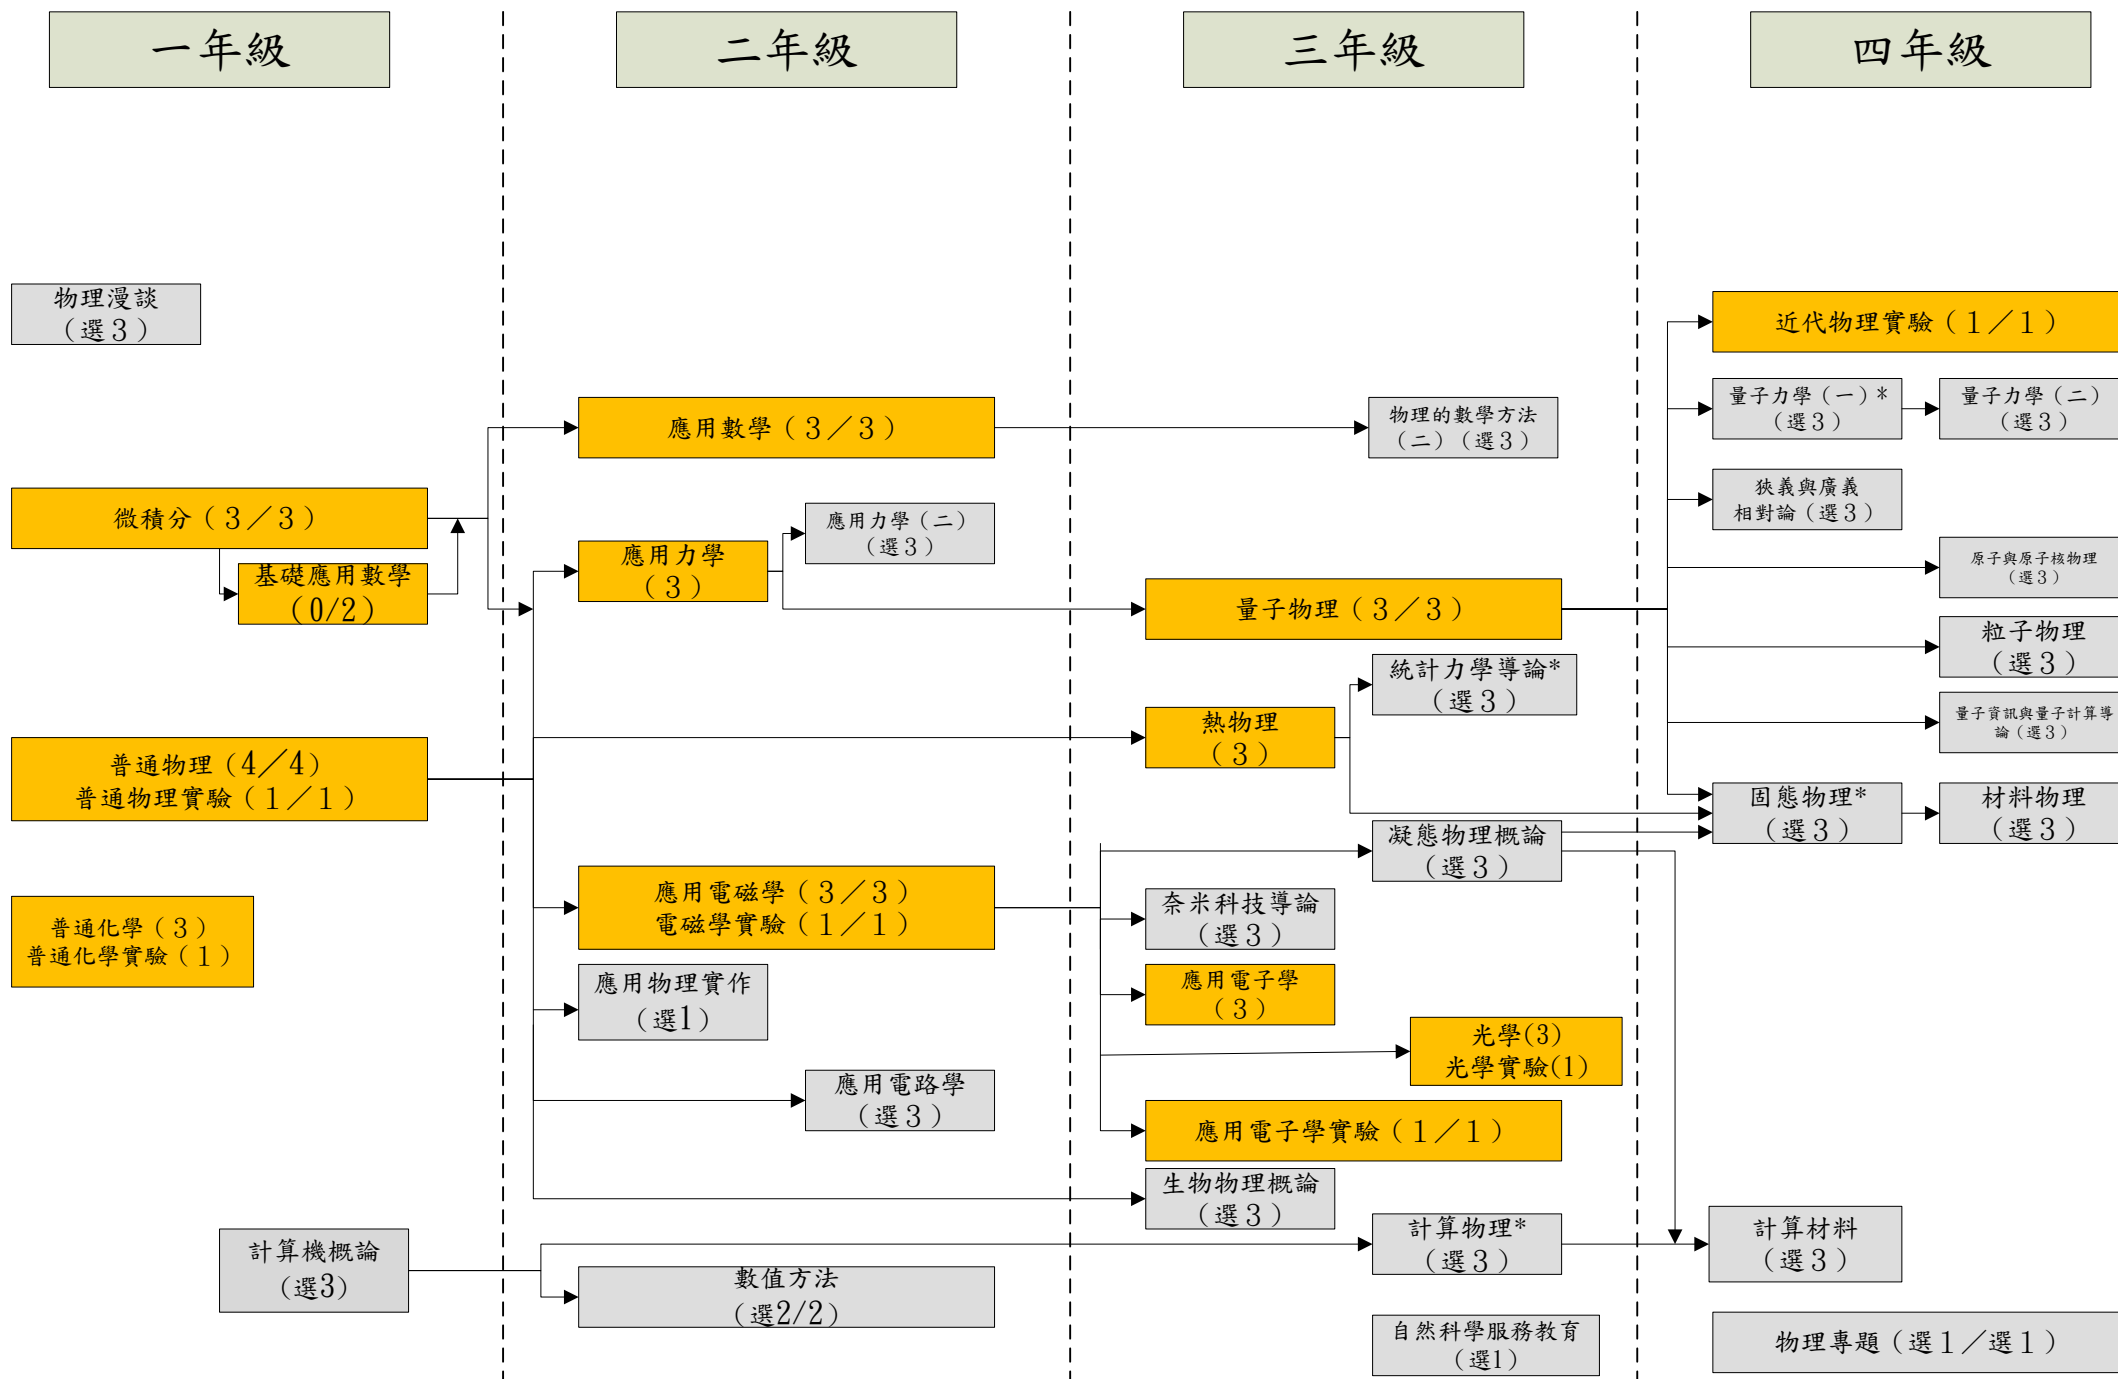 一年級
二年級
三年級
四年級
物理漫談
（選３）
微積分（３／３）
基礎應用數學
（0/2）
普通物理（4／4）
普通物理實驗（１／１）
普通化學（３）
普通化學實驗（１）
計算機概論
（選3）
應用數學（３／３）
應用力學（二）
（選３）
應用力學
（３）
應用電磁學（３／３）
電磁學實驗（１／１）
應用物理實作
（選1）
應用電路學
（選３）
數值方法
（選2/2）
物理的數學方法
（二）（選３）
量子物理（３／３）
統計力學導論*
（選３）
熱物理
（３）
凝態物理概論
（選３）
奈米科技導論
（選３）
應用電子學
（３）
光學(3)
光學實驗(1)
應用電子學實驗（１／１）
生物物理概論
（選３）
計算物理*
（選３）
自然科學服務教育
（選1）
近代物理實驗（１／１）
量子力學（一）*
（選３）
量子力學（二）
（選３）
狹義與廣義
相對論（選３）
原子與原子核物理
（選３）
粒子物理
（選３）
量子資訊與量子計算導
論（選３）
固態物理*
（選３）
材料物理
（選３）
計算材料
（選３）
物理專題（選１／選１）